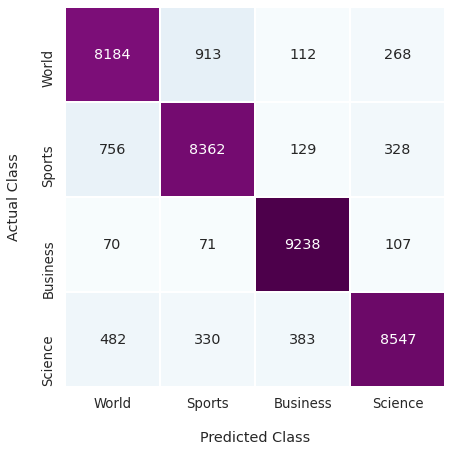 World 8184 913 112 268
Sports 756 8362 129 328
Business 70 71 9238 107
Science 482 330 383 8547
World Sports Business Science
Actual Class
Predicted Class